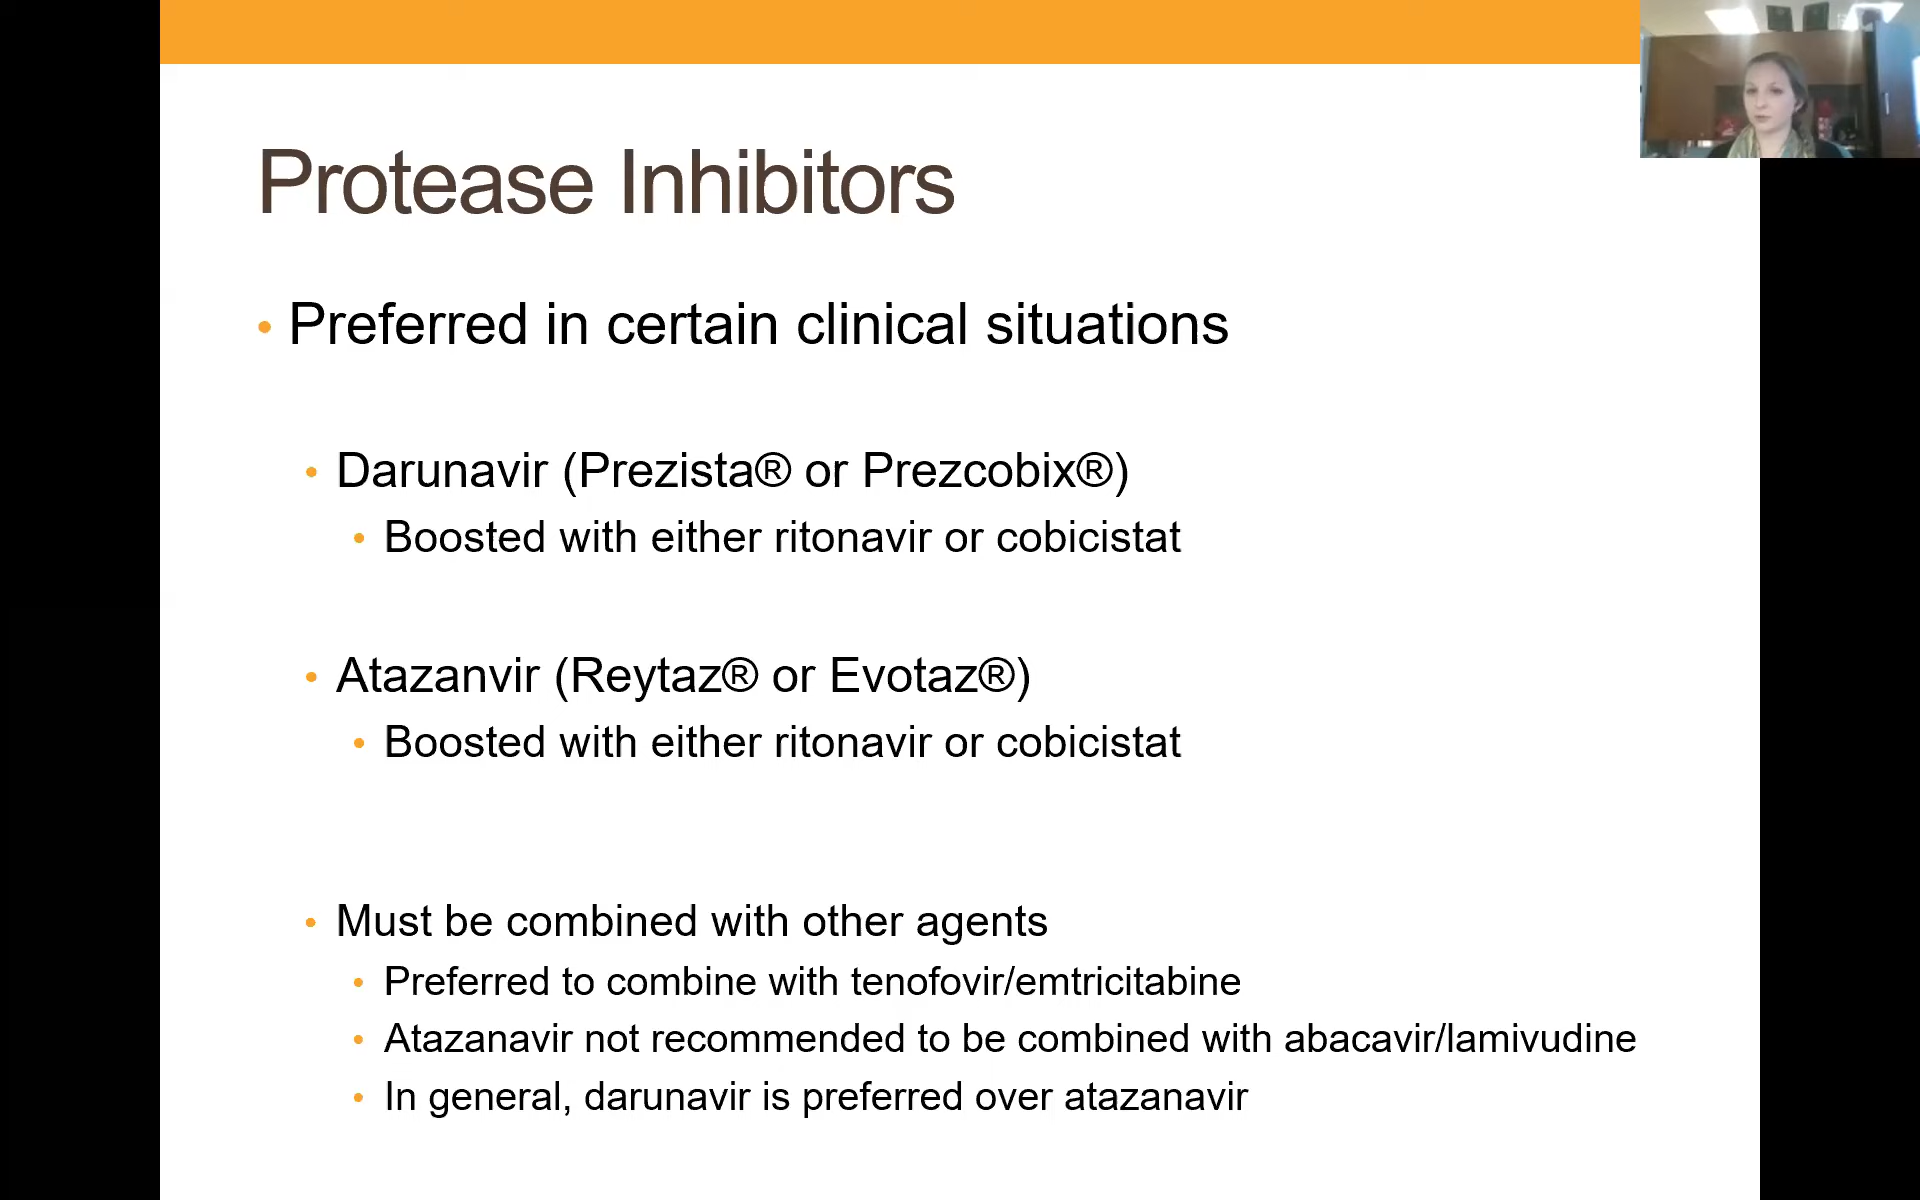 Protease Inhibitors
• Preferred in certain clinical situations
• Darunavir (Prezista® or Prezcobix®)
• Boosted with either ritonavir or cobicistat
• Atazanvir (Reytaz® or Evotaz®)
• Boosted with either ritonavir or cobicistat
• Must be combined with other agents
• Preferred to combine with tenofovir/emtricitabine
• Atazanavir not recommended to be combined with abacavir/lamivudine
• In general, darunavir is preferred over atazanavir